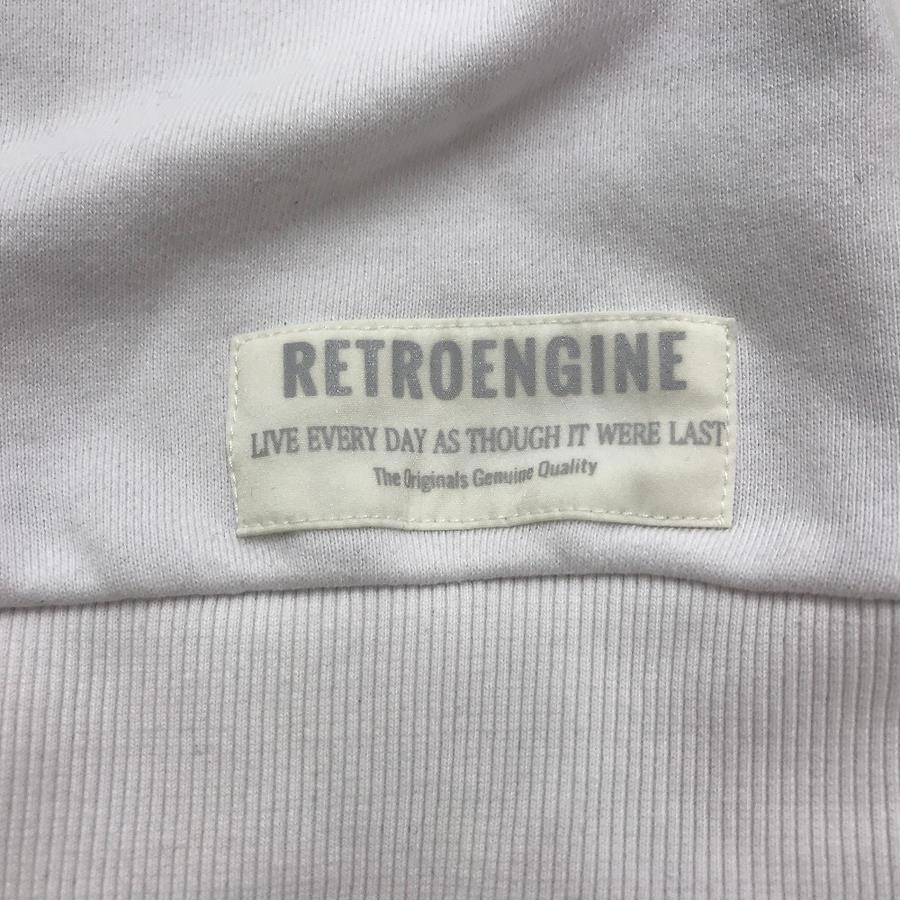 RETROENGINE
LIVE EVERY DAY AS THOUGH IT WERE LAST
The Originals Genuine Quality